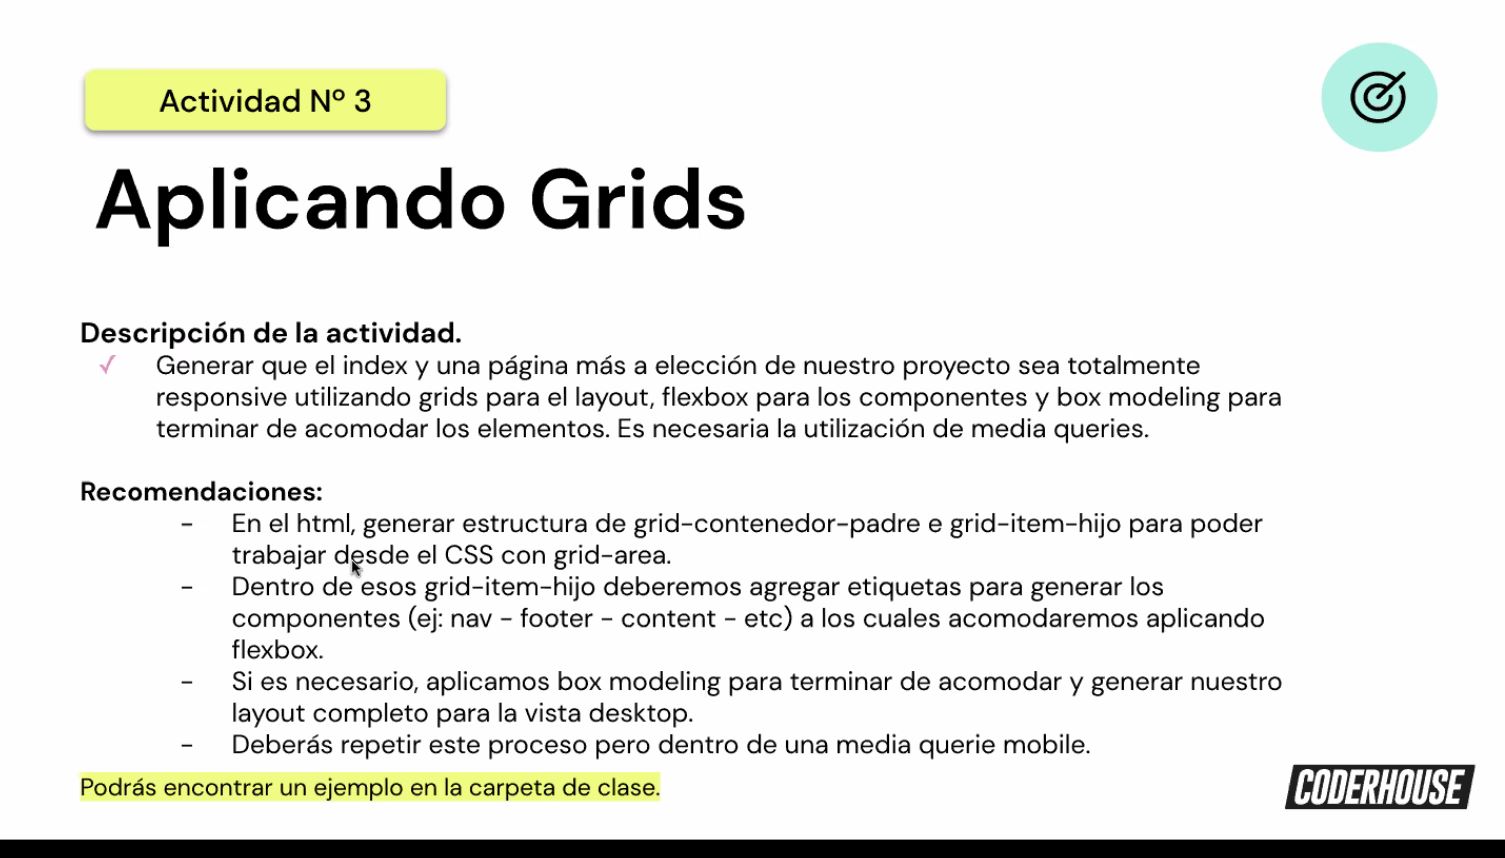 Actividad Nº 3
Aplicando Grids
Descripción de la actividad.
✓ Generar que el index y una página más a elección de nuestro proyecto sea totalmente
responsive utilizando grids para el layout, flexbox para los componentes y box modeling para
terminar de acomodar los elementos. Es necesaria la utilización de media queries.
Recomendaciones:
- En el html, generar estructura de grid-contenedor-padre e grid-item-hijo para poder
trabajar desde el CSS con grid-area.
- Dentro de esos grid-item-hijo deberemos agregar etiquetas para generar los
componentes (ej: nav - footer - content - etc) a los cuales acomodaremos aplicando
flexbox.
- Si es necesario, aplicamos box modeling para terminar de acomodar y generar nuestro
layout completo para la vista desktop.
- Deberás repetir este proceso pero dentro de una media querie mobile.
Podrás encontrar un ejemplo en la carpeta de clase.
CODERHOUSE